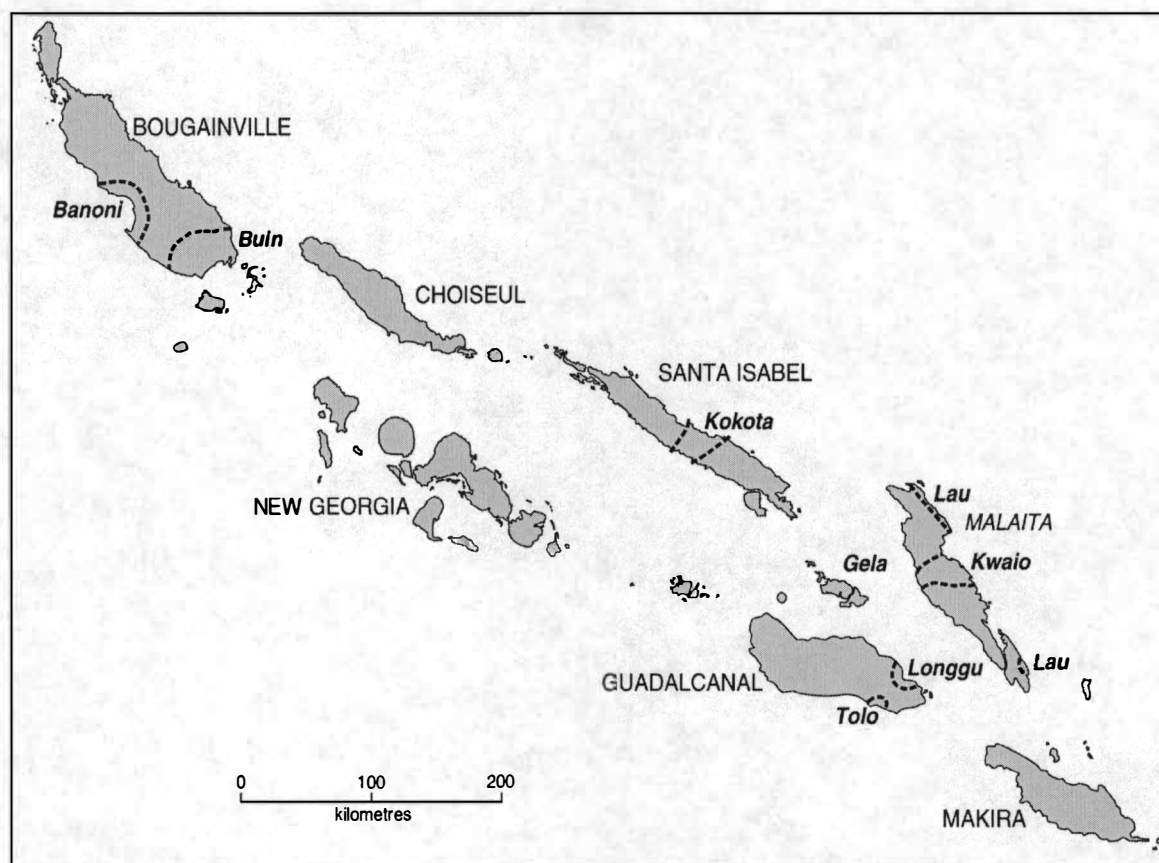 BOUGAINVILLE
Banoni
Buin
CHOISEUL
SANTA ISABEL
Kokota
NEW GEORGIA
Lau
MALAITA
Gela
Kwaio
Longgu
Lau
GUADALCANAL
Tolo
0 100 200
kilometres
MAKIRA